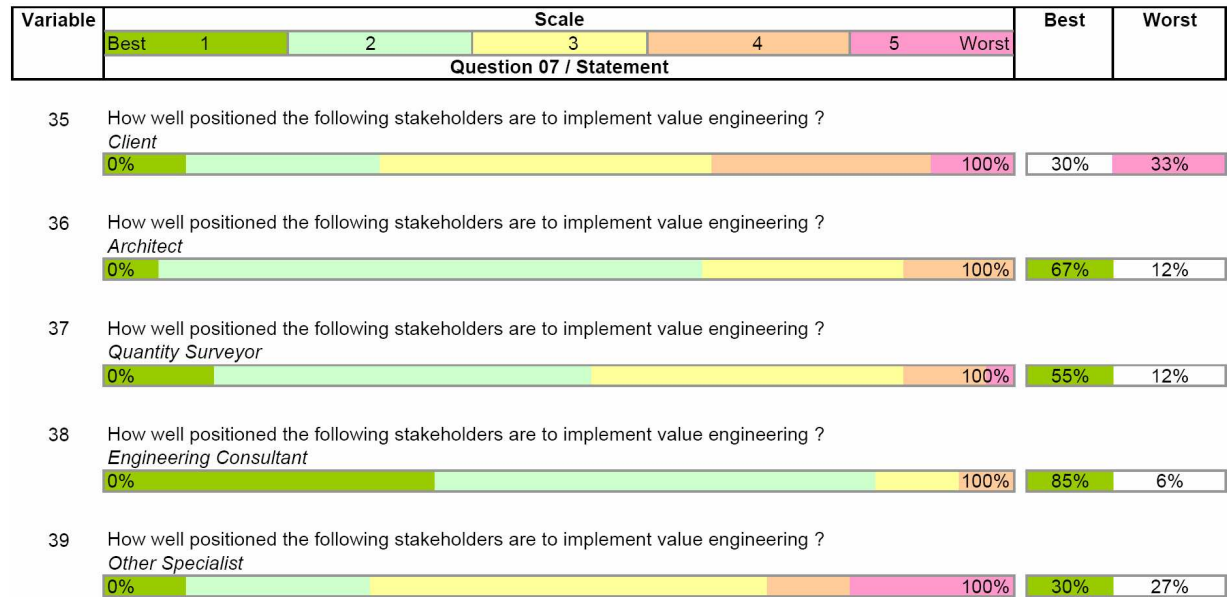 Variable Scale Best Worst
Best 1 2 3 4 5 Worst
Question 07 / Statement
35 How well positioned the following stakeholders are to implement value engineering ?
Client
0% 100% 30% 33%
36 How well positioned the following stakeholders are to implement value engineering ?
Architect
0% 100% 67% 12%
37 How well positioned the following stakeholders are to implement value engineering ?
Quantity Surveyor
0% 100% 55% 12%
38 How well positioned the following stakeholders are to implement value engineering ?
Engineering Consultant
0% 100% 85% 6%
39 How well positioned the following stakeholders are to implement value engineering ?
Other Specialist
0% 100% 30% 27%